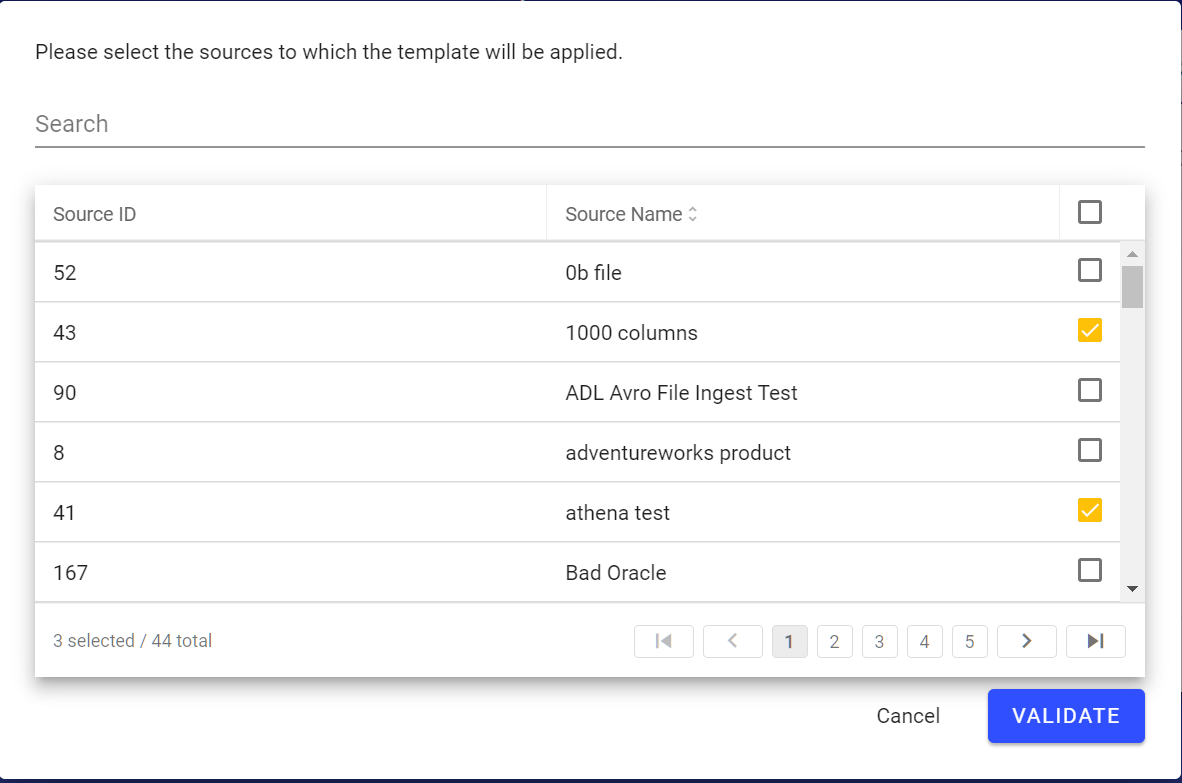 Please select the sources to which the template will be applied.
Search
Source ID Source Name
52 0b file
43 1000 columns
90 ADL Avro File Ingest Test
8 adventureworks product
41 athena test
167 Bad Oracle
3 selected / 44 total 1 2 3 4 5
Cancel VALIDATE